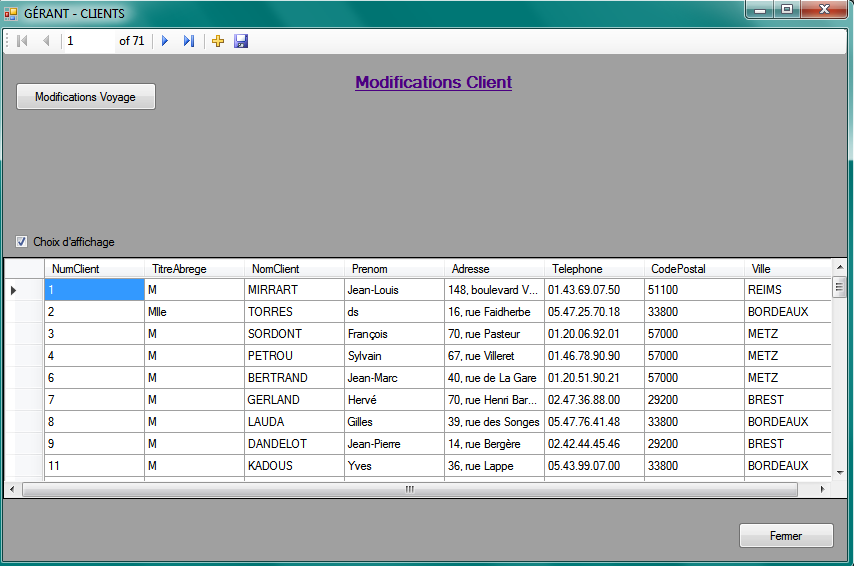 GÉRANT - CLIENTS
1 of 71
Modifications Client
Modifications Voyage
Choix d'affichage
NumClient TitreAbrege NomClient Prenom Adresse Telephone CodePostal Ville
1 M MIRRART Jean-Louis 148, boulevard V... 01.43.69.07.50 51100 REIMS
2 Mlle TORRES ds 16, rue Faidherbe 05.47.25.70.18 33800 BORDEAUX
3 M SORDONT François 70, rue Pasteur 01.20.06.92.01 57000 METZ
4 M PETROU Sylvain 67, rue Villeret 01.46.78.90.90 57000 METZ
6 M BERTRAND Jean-Marc 40, rue de La Gare 01.20.51.90.21 57000 METZ
7 M GERLAND Hervé 70, rue Henri Bar... 02.47.36.88.00 29200 BREST
8 M LAUDA Gilles 39, rue des Songes 05.47.76.41.48 33800 BORDEAUX
9 M DANDELOT Jean-Pierre 14, rue Bergère 02.42.44.45.46 29200 BREST
11 M KADOUS Yves 36, rue Lappe 05.43.99.07.00 33800 BORDEAUX
Fermer